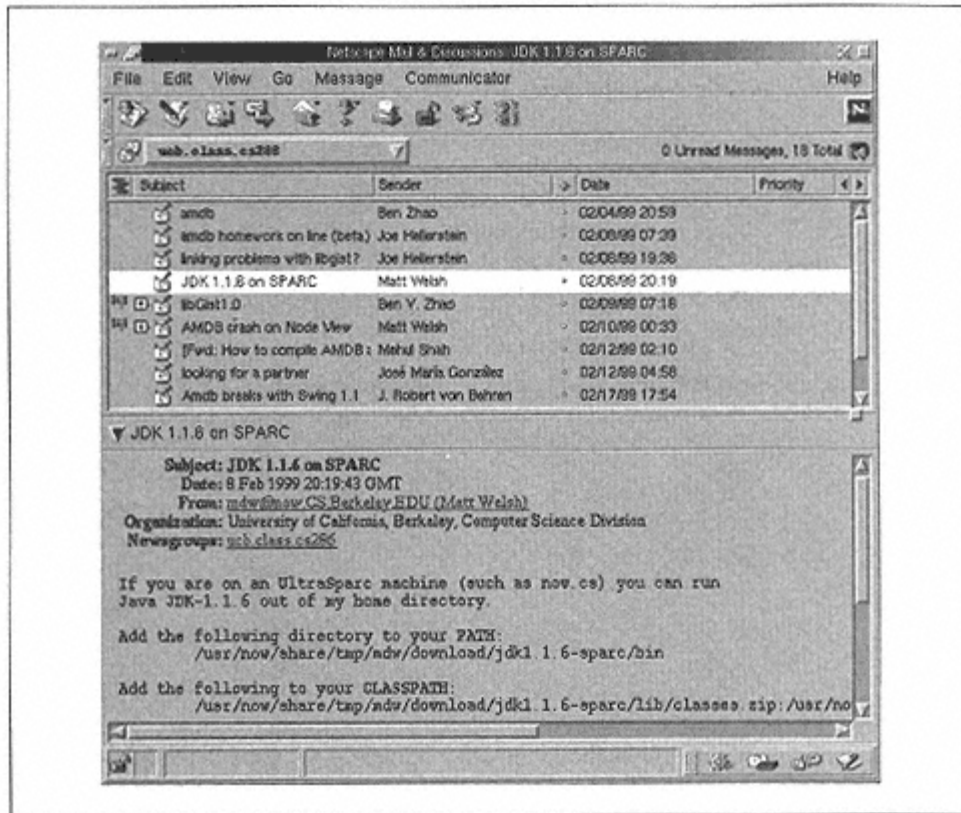 Netscape Mail & Discussions: JDK 1.1.6 on SPARC
File Edit View Go Message Communicator Help
N
ucb.class.cs286 0 Unread Messages, 18 Total
Subject Sender Date Priority
amdb Ben Zhao 02/04/99 20:59
amdb homework on line (beta) Joe Hellerstein 02/08/99 07:39
linking problems with libgist? Joe Hellerstein 02/08/99 19:36
JDK 1.1.6 on SPARC Matt Welsh 02/08/99 20:19
libGist1.0 Ben Y. Zhao 02/09/99 07:18
AMDB crash on Node View Matt Welsh 02/10/99 00:33
[Fwd: How to compile AMDB Mehul Shah 02/12/99 02:10
looking for a partner José María González 02/12/99 04:58
Amdb breaks with Swing 1.1 J. Robert von Behren 02/17/99 17:54
JDK 1.1.6 on SPARC
Subject: JDK 1.1.6 on SPARC
Date: 8 Feb 1999 20:19:43 GMT
From: mdw@now.CS.Berkeley.EDU (Matt Welsh)
Organization: University of California, Berkeley, Computer Science Division
Newsgroups: ucb.class.cs286
If you are on an UltraSparc machine (such as now.cs) you can run
Java JDK-1.1.6 out of my home directory.
Add the following directory to your PATH:
/usr/now/share/tmp/mdw/download/jdk1.1.6-sparc/bin
Add the following to your CLASSPATH:
/usr/now/share/tmp/mdw/download/jdk1.1.6-sparc/lib/classes.zip:/usr/no